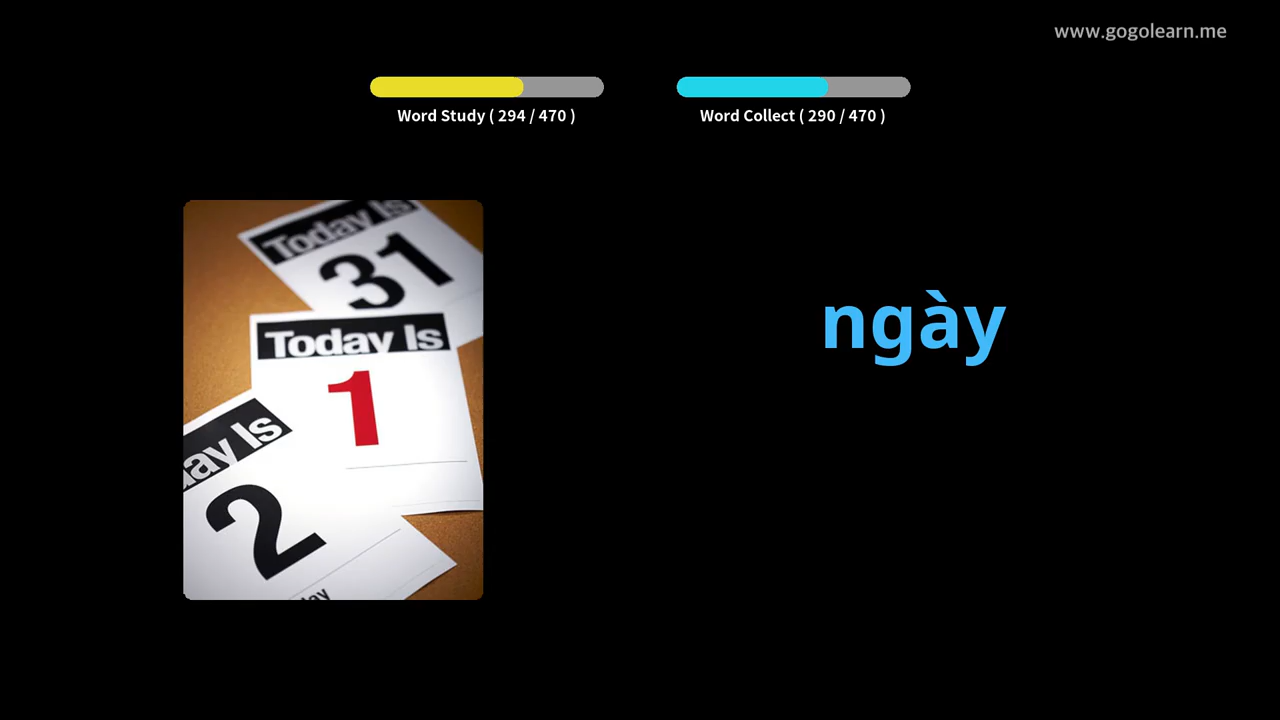 www.gogolearn.me
Word Study ( 294 / 470 )
Word Collect ( 290 / 470 )
Today Is
31
Today Is
1
ay Is
2
ngày